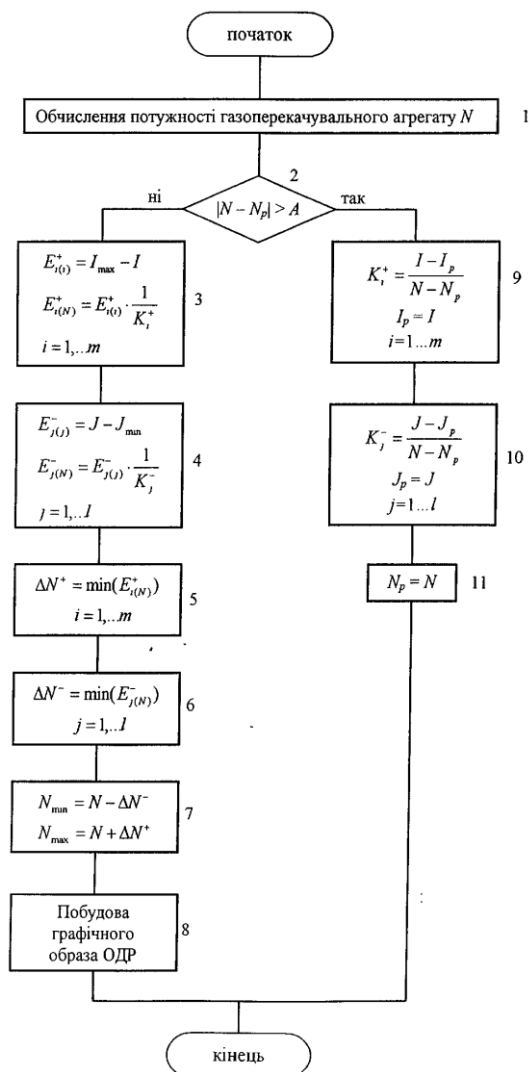 початок
Обчислення потужності газоперекачувального агрегату N 1
2
ні |N − Nₚ| > A так
E⁺ᵢ₍ᵢ₎ = Iₘₐₓ − I
E⁺ᵢ₍N₎ = E⁺ᵢ₍ᵢ₎ · 1/K⁺ᵢ
i = 1,...m
3
E⁻ⱼ₍ⱼ₎ = J − Jₘᵢₙ
E⁻ⱼ₍N₎ = E⁻ⱼ₍ⱼ₎ · 1/K⁻ⱼ
j = 1,...l
4
ΔN⁺ = min(E⁺ᵢ₍N₎)
i = 1,...m
5
ΔN⁻ = min(E⁻ⱼ₍N₎)
j = 1,...l
6
Nₘᵢₙ = N − ΔN⁻
Nₘₐₓ = N + ΔN⁺
7
Побудова
графічного
образа ОДР
8
K⁺ᵢ = (I − Iₚ)/(N − Nₚ)
Iₚ = I
i=1...m
9
K⁻ⱼ = (J − Jₚ)/(N − Nₚ)
Jₚ = J
j=1...l
10
Nₚ = N 11
кінець